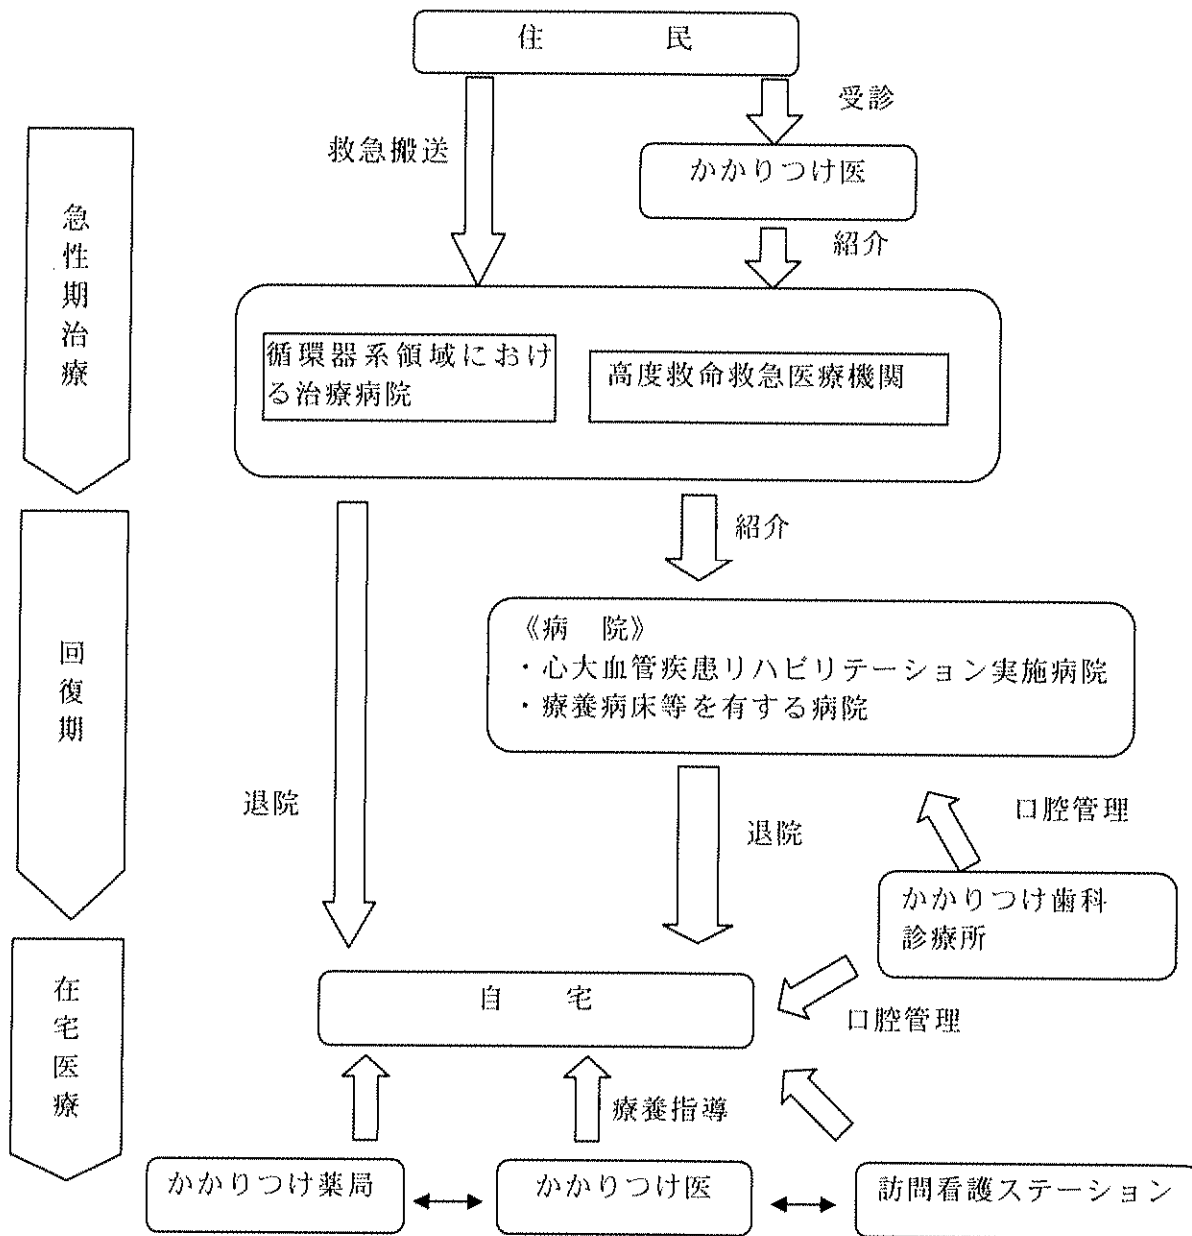 住　　　民
受診
救急搬送
かかりつけ医
紹介
急性期治療
循環器系領域におけ
る治療病院
高度救命救急医療機関
紹介
回復期
《病　院》
・心大血管疾患リハビリテーション実施病院
・療養病床等を有する病院
退院
退院
口腔管理
かかりつけ歯科
診療所
在宅医療
自　　宅
口腔管理
療養指導
かかりつけ薬局
かかりつけ医
訪問看護ステーション